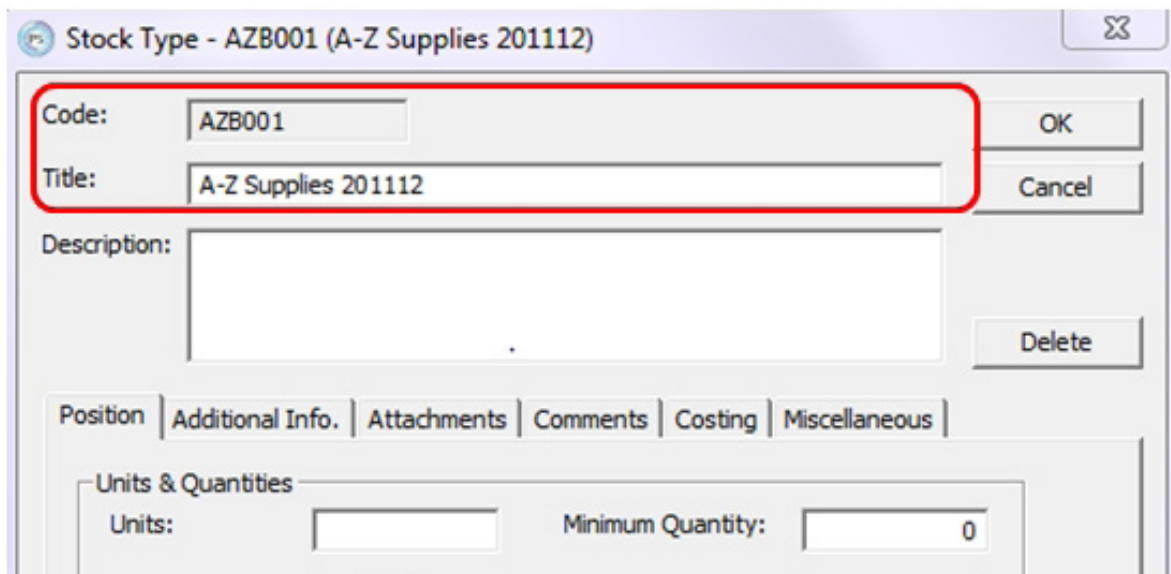 Stock Type - AZB001 (A-Z Supplies 201112)
Code: AZB001 OK
Title: A-Z Supplies 201112 Cancel
Description:
Delete
Position Additional Info. Attachments Comments Costing Miscellaneous
Units & Quantities
Units: Minimum Quantity: 0